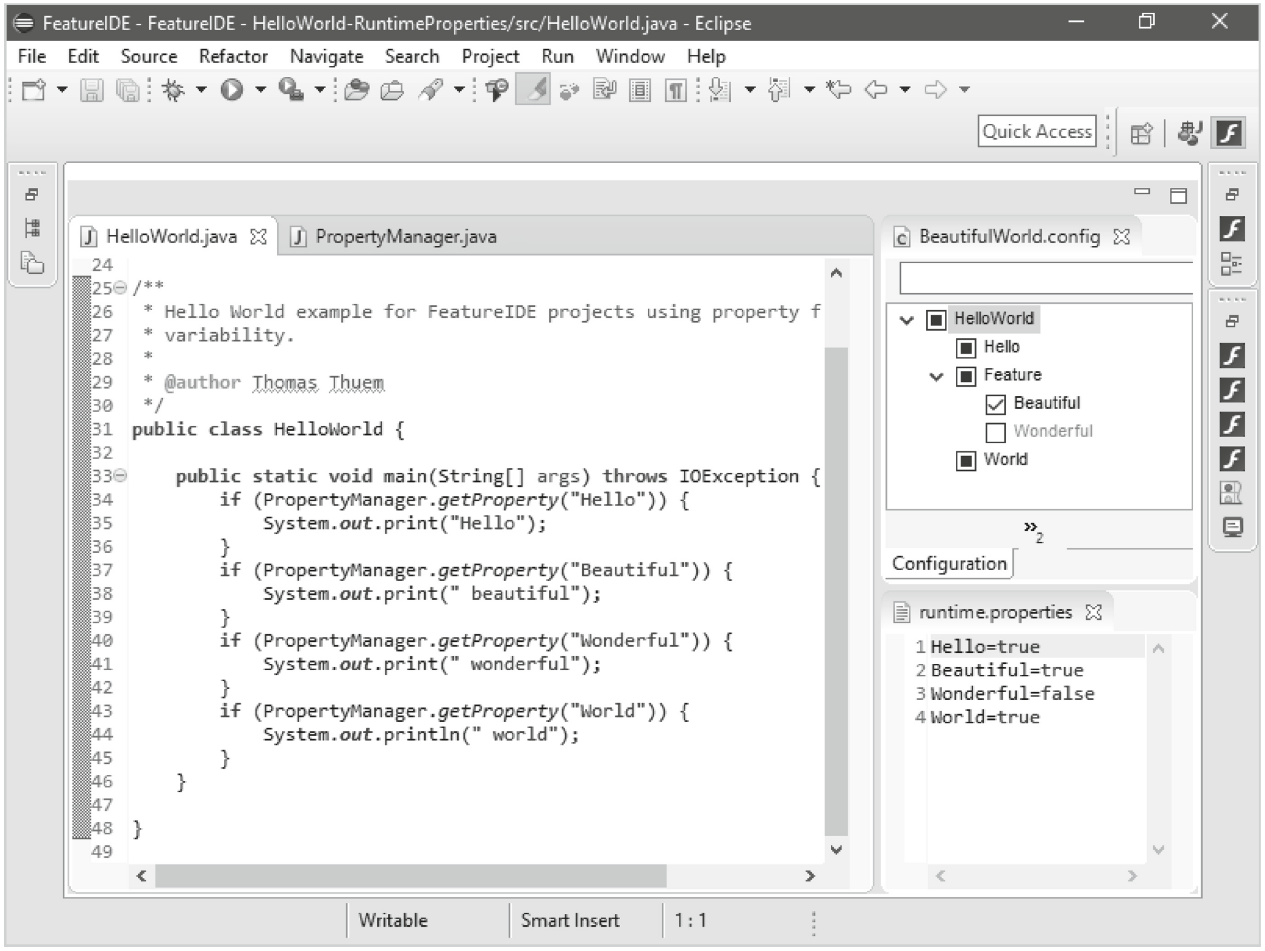 FeatureIDE - FeatureIDE - HelloWorld-RuntimeProperties/src/HelloWorld.java - Eclipse
File Edit Source Refactor Navigate Search Project Run Window Help
Quick Access
HelloWorld.java PropertyManager.java
24
25 /**
26  * Hello World example for FeatureIDE projects using property f
27  * variability.
28  *
29  * @author Thomas Thuem
30  */
31 public class HelloWorld {
32
33     public static void main(String[] args) throws IOException {
34         if (PropertyManager.getProperty("Hello")) {
35             System.out.print("Hello");
36         }
37         if (PropertyManager.getProperty("Beautiful")) {
38             System.out.print(" beautiful");
39         }
40         if (PropertyManager.getProperty("Wonderful")) {
41             System.out.print(" wonderful");
42         }
43         if (PropertyManager.getProperty("World")) {
44             System.out.println(" world");
45         }
46     }
47
48 }
49
BeautifulWorld.config
HelloWorld
Hello
Feature
Beautiful
Wonderful
World
»2
Configuration
runtime.properties
1 Hello=true
2 Beautiful=true
3 Wonderful=false
4 World=true
Writable Smart Insert 1 : 1